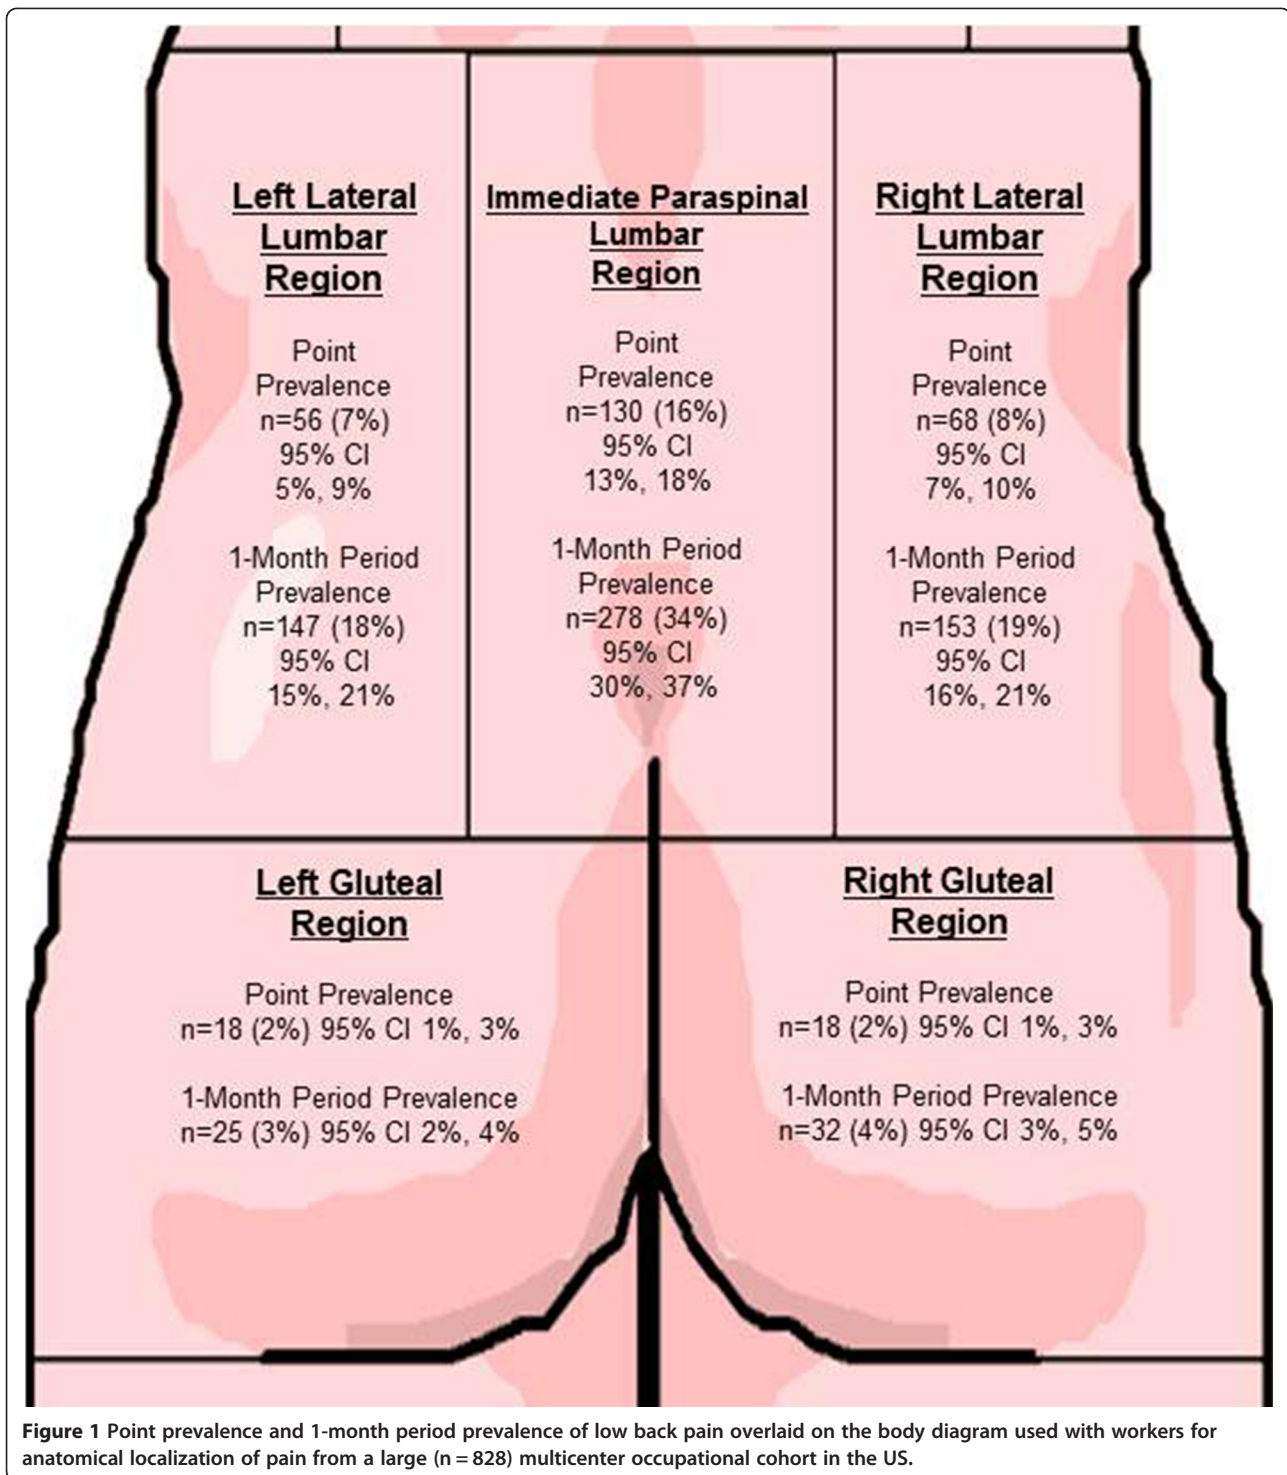 Left Lateral
Lumbar
Region
Point
Prevalence
n=56 (7%)
95% CI
5%, 9%
1-Month Period
Prevalence
n=147 (18%)
95% CI
15%, 21%
Immediate Paraspinal
Lumbar
Region
Point
Prevalence
n=130 (16%)
95% CI
13%, 18%
1-Month Period
Prevalence
n=278 (34%)
95% CI
30%, 37%
Right Lateral
Lumbar
Region
Point
Prevalence
n=68 (8%)
95% CI
7%, 10%
1-Month Period
Prevalence
n=153 (19%)
95% CI
16%, 21%
Left Gluteal
Region
Point Prevalence
n=18 (2%) 95% CI 1%, 3%
1-Month Period Prevalence
n=25 (3%) 95% CI 2%, 4%
Right Gluteal
Region
Point Prevalence
n=18 (2%) 95% CI 1%, 3%
1-Month Period Prevalence
n=32 (4%) 95% CI 3%, 5%
Figure 1 Point prevalence and 1-month period prevalence of low back pain overlaid on the body diagram used with workers for
anatomical localization of pain from a large (n = 828) multicenter occupational cohort in the US.